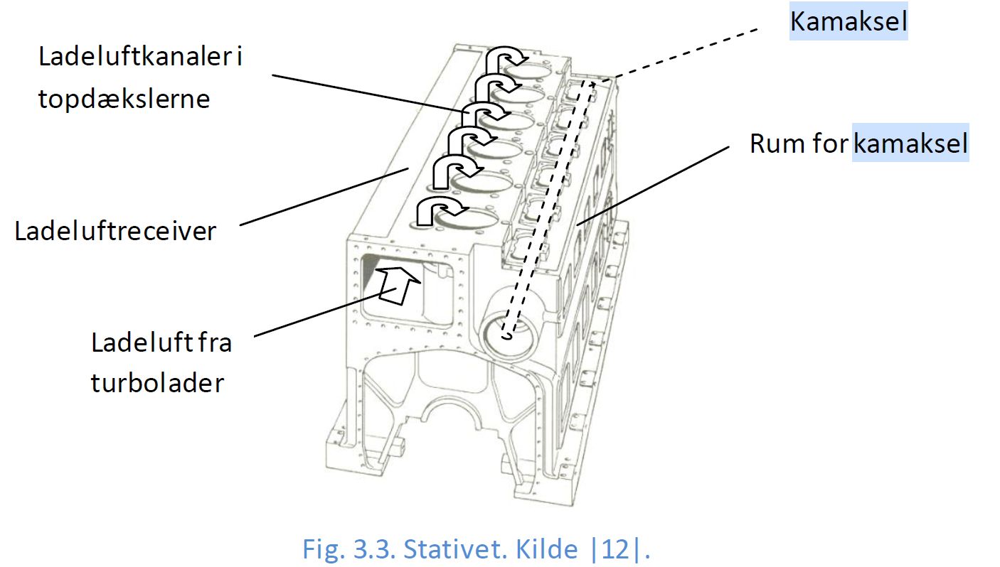 Kamaksel
Ladeluftkanaler i
topdækslerne
Rum for kamaksel
Ladeluftreceiver
Ladeluft fra
turbolader
Fig. 3.3. Stativet. Kilde |12|.